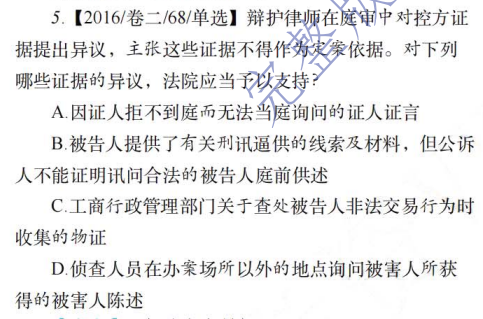 5.【2016/卷二/68/单选】辩护律师在庭审中对控方证
据提出异议，主张这些证据不得作为定案依据。对下列
哪些证据的异议，法院应当予以支持？
A.因证人拒不到庭而无法当庭询问的证人证言
B.被告人提供了有关刑讯逼供的线索及材料，但公诉
人不能证明讯问合法的被告人庭前供述
C.工商行政管理部门关于查处被告人非法交易行为时
收集的物证
D.侦查人员在办案场所以外的地点询问被害人所获
得的被害人陈述
完整版